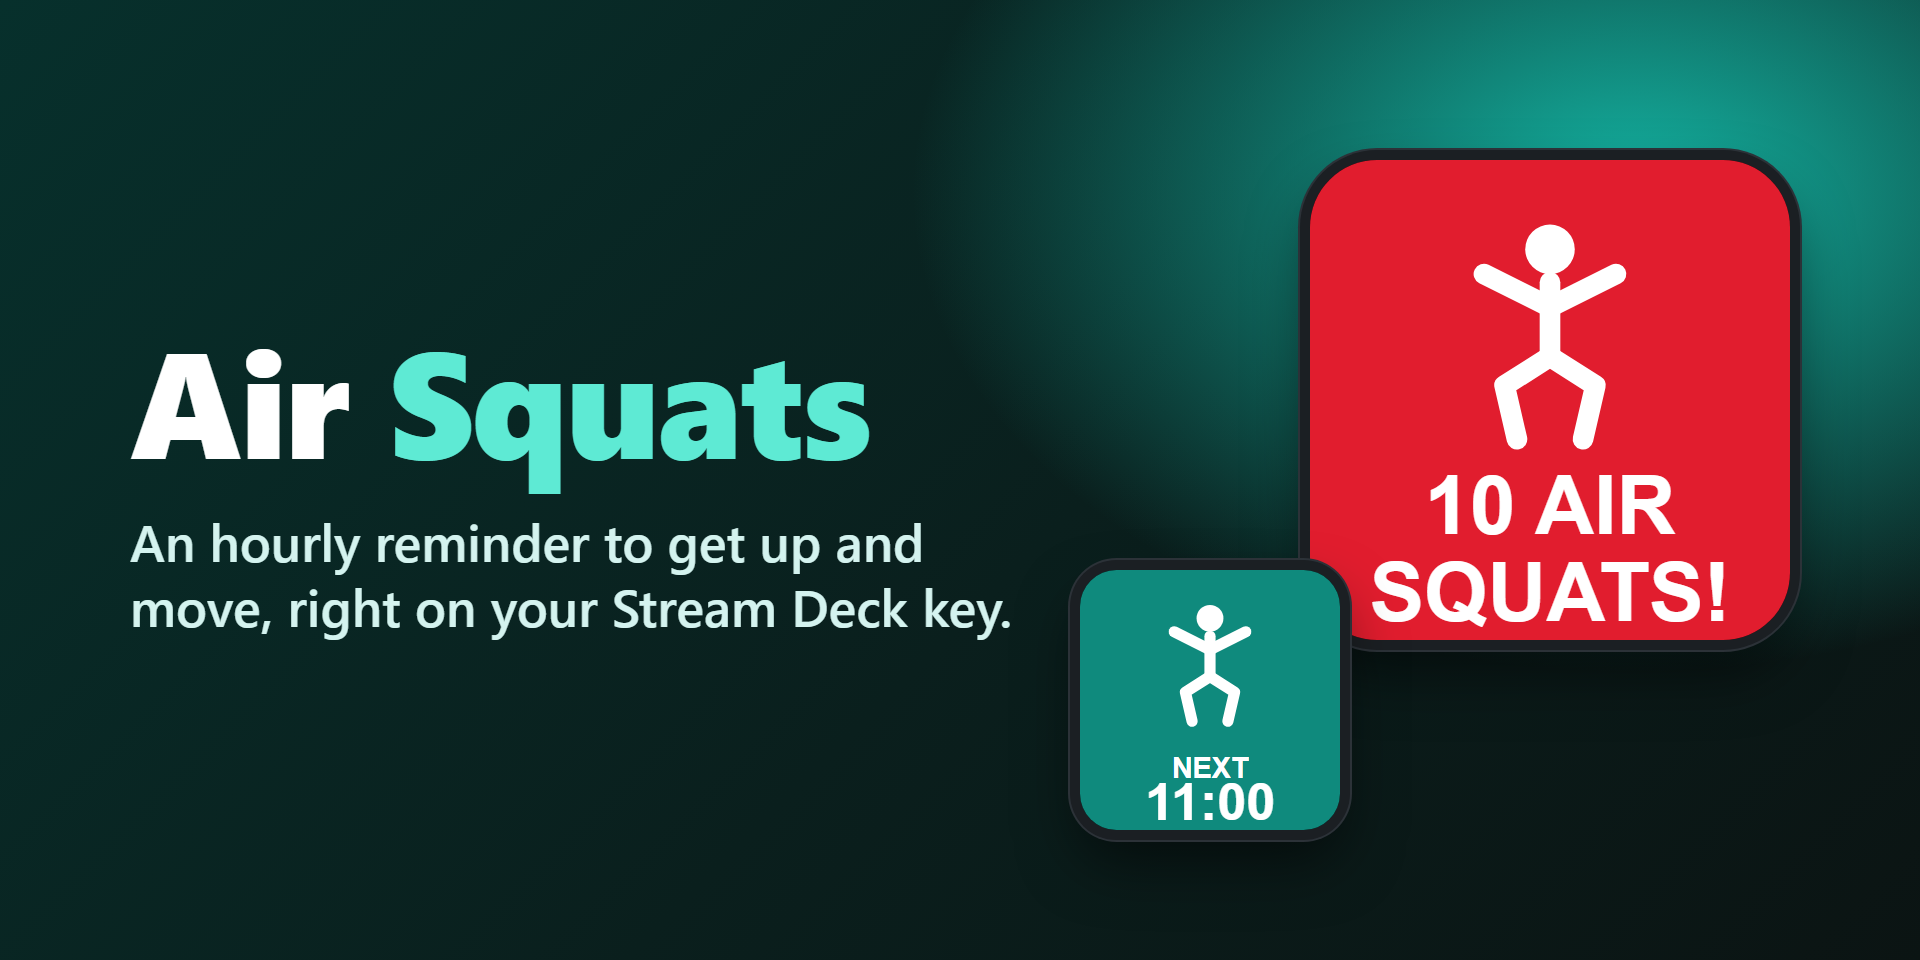 Air Squats
An hourly reminder to get up and
move, right on your Stream Deck key.
10 AIR
SQUATS!
NEXT
11:00